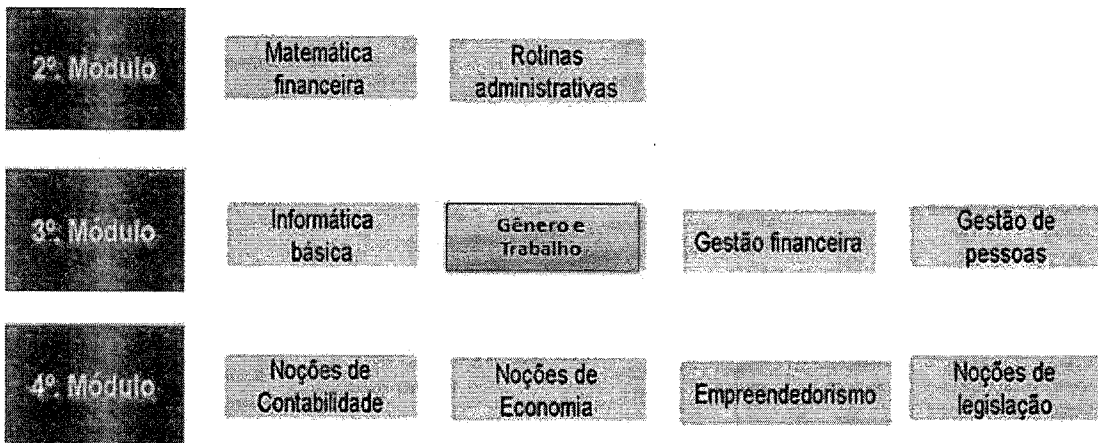 2º. Módulo
Matemática
financeira
Rotinas
administrativas
3º. Módulo
Informática
básica
Gênero e
Trabalho
Gestão financeira
Gestão de
pessoas
4º. Módulo
Noções de
Contabilidade
Noções de
Economia
Empreendedorismo
Noções de
legislação